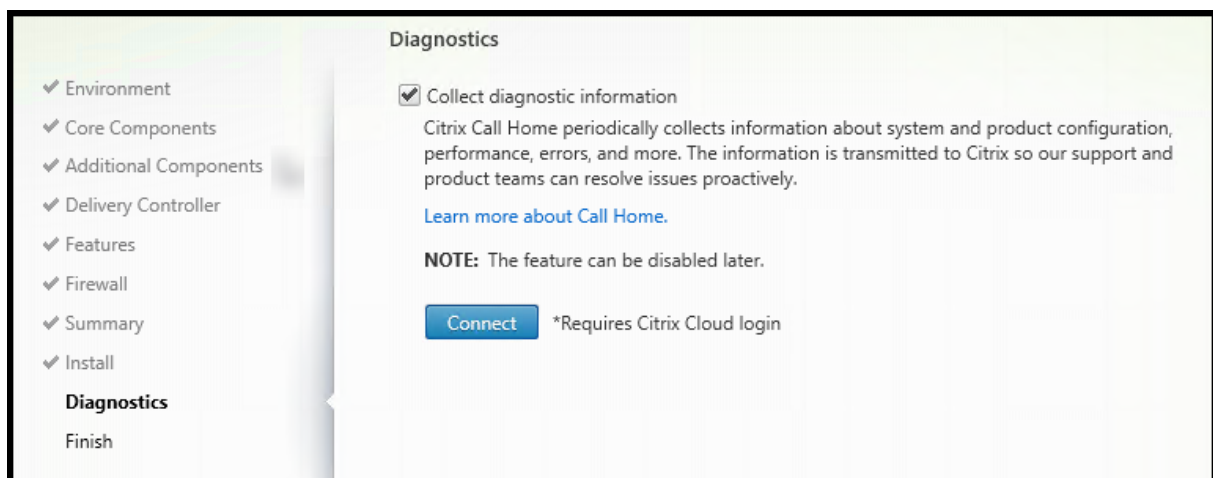 Diagnostics
Environment
Core Components
Additional Components
Delivery Controller
Features
Firewall
Summary
Install
Diagnostics
Finish
Collect diagnostic information
Citrix Call Home periodically collects information about system and product configuration,
performance, errors, and more. The information is transmitted to Citrix so our support and
product teams can resolve issues proactively.
Learn more about Call Home.
NOTE: The feature can be disabled later.
Connect *Requires Citrix Cloud login